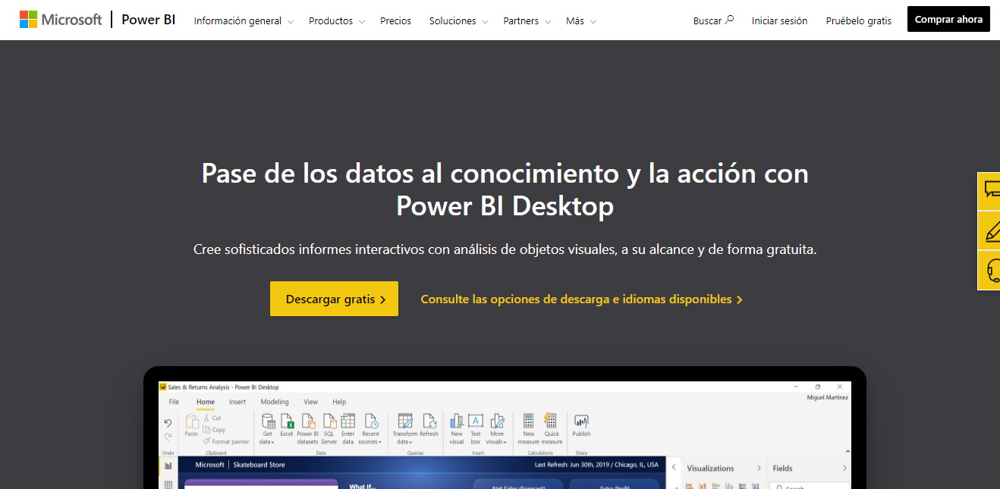 Microsoft Power BI Información general Productos Precios Soluciones Partners Más Buscar Iniciar sesión Pruébelo gratis Comprar ahora
Pase de los datos al conocimiento y la acción con
Power BI Desktop
Cree sofisticados informes interactivos con análisis de objetos visuales, a su alcance y de forma gratuita.
Descargar gratis Consulte las opciones de descarga e idiomas disponibles
Sales & Returns Analysis - Power BI Desktop
Miguel Martinez
File Home Insert Modeling View Help
Cut
Copy
Format painter
Paste
Get data
Excel
Power BI datasets
SQL Server
Enter data
Recent sources
Transform data
Refresh
New visual
Text box
More visuals
New measure
Quick measure
Publish
Undo Clipboard Data Queries Insert Calculations Share
Microsoft Skateboard Store Last Refresh: Jun 30th, 2019 / Chicago, IL, USA
Visualizations Fields
What If... Net Sales (Forecast) Extra Profit
Search